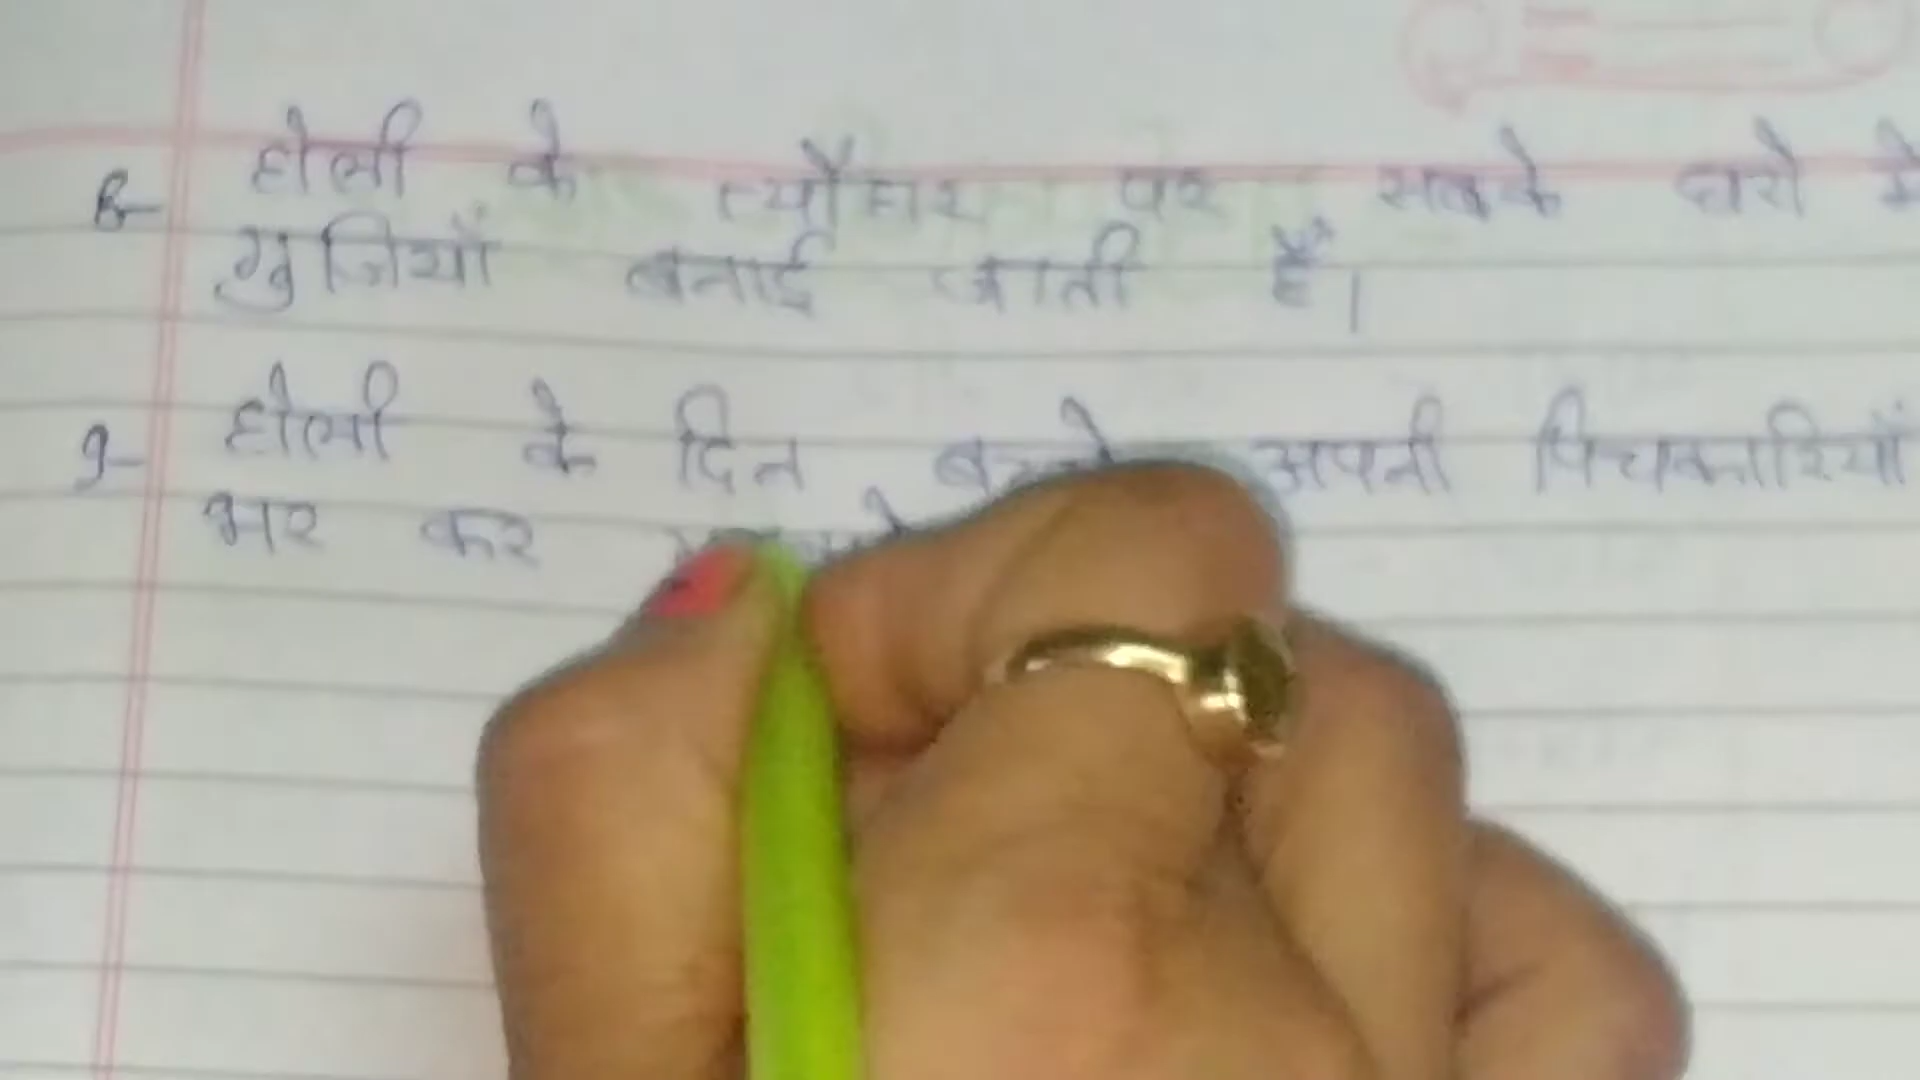 8- होली के त्यौहार पर सबके घरो मे
गुजियाँ बनाई जाती हैं।
9- होली के दिन बच्चे अपनी पिचकारियाँ
भर कर